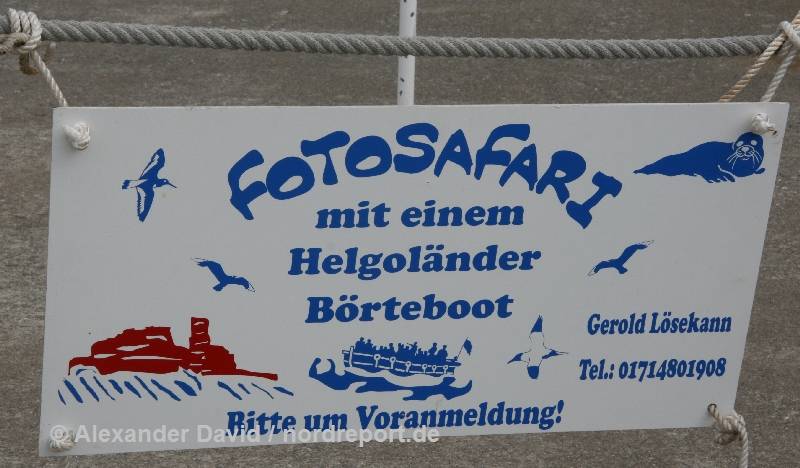 FOTOSAFARI
mit einem
Helgoländer
Börteboot
Gerold Lösekann
Tel.: 01714801908
Bitte um Voranmeldung!
© Alexander David / nordreport.de